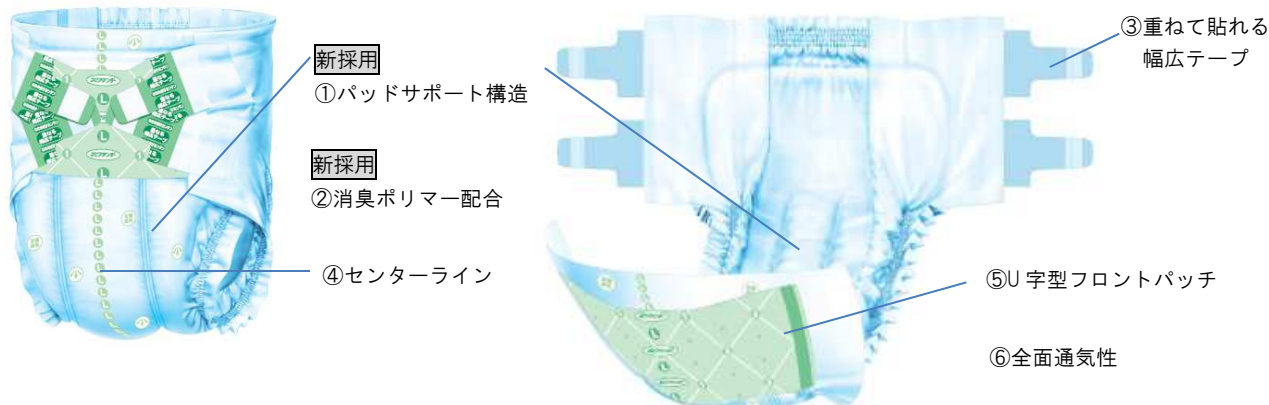 新採用
①パッドサポート構造
新採用
②消臭ポリマー配合
④センターライン
③重ねて貼れる
幅広テープ
⑤U 字型フロントパッチ
⑥全面通気性
L